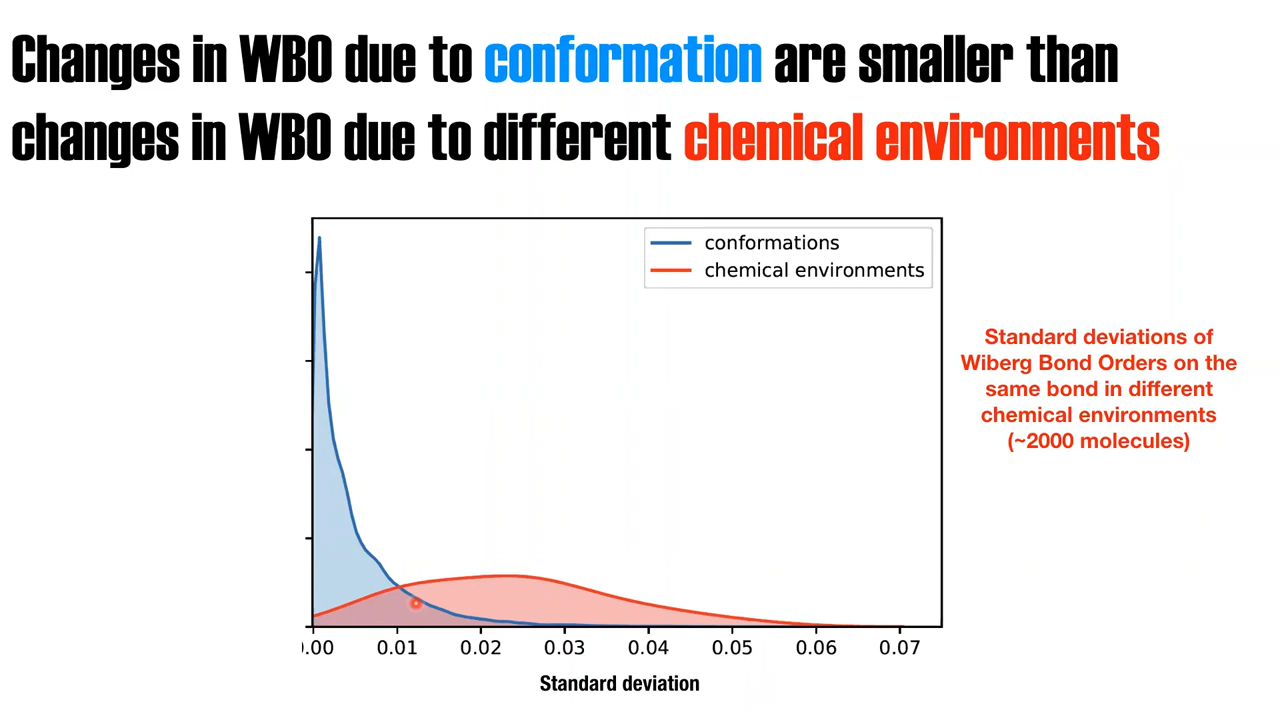 Changes in WBO due to conformation are smaller than
changes in WBO due to different chemical environments
conformations
chemical environments
Standard deviations of
Wiberg Bond Orders on the
same bond in different
chemical environments
(~2000 molecules)
.00 0.01 0.02 0.03 0.04 0.05 0.06 0.07
Standard deviation